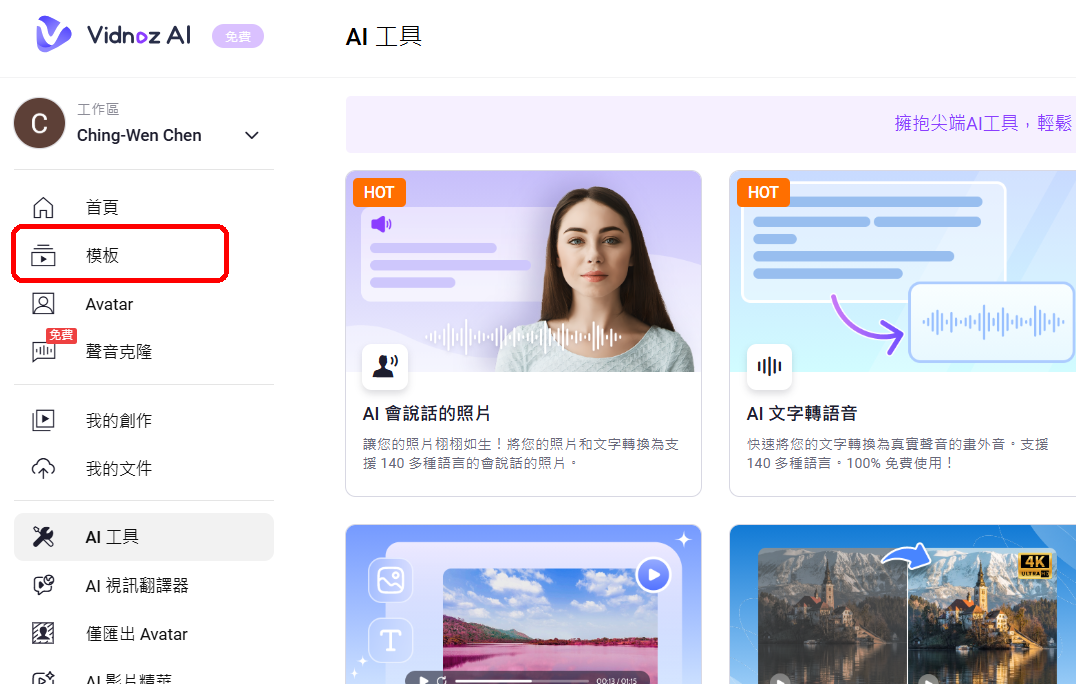 Vidnoz AI
免費
AI 工具
工作區
C
Ching-Wen Chen
擁抱尖端AI工具，輕鬆
首頁
模板
Avatar
免費
聲音克隆
我的創作
我的文件
AI 工具
AI 視訊翻譯器
僅匯出 Avatar
AI 影片精華
HOT
AI 會說話的照片
讓您的照片栩栩如生！將您的照片和文字轉換為支
援 140 多種語言的會說話的照片。
HOT
AI 文字轉語音
快速將您的文字轉換為真實聲音的畫外音。支援
140 多種語言。100% 免費使用！
T
00:13 / 01:15
4K
ULTRA HD